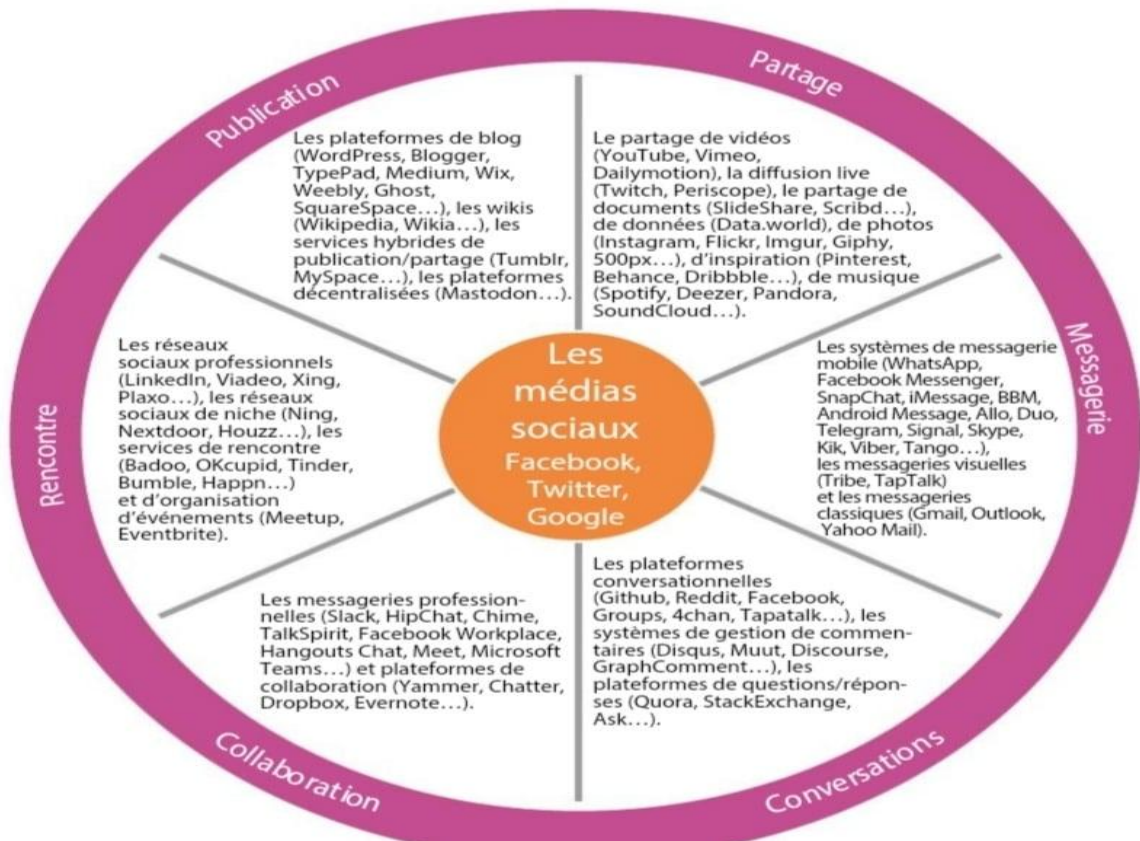 Publication
Les plateformes de blog
(WordPress, Blogger,
TypePad, Medium, Wix,
Weebly, Ghost,
SquareSpace…), les wikis
(Wikipedia, Wikia…), les
services hybrides de
publication/partage (Tumblr,
MySpace…), les plateformes
décentralisées (Mastodon…).
Partage
Le partage de vidéos
(YouTube, Vimeo,
Dailymotion), la diffusion live
(Twitch, Periscope), le partage de
documents (SlideShare, Scribd…),
de données (Data.world), de photos
(Instagram, Flickr, Imgur, Giphy,
500px…), d’inspiration (Pinterest,
Behance, Dribbble…), de musique
(Spotify, Deezer, Pandora,
SoundCloud…).
Messagerie
Les systèmes de messagerie
mobile (WhatsApp,
Facebook Messenger,
SnapChat, iMessage, BBM,
Android Message, Allo, Duo,
Telegram, Signal, Skype,
Kik, Viber, Tango…),
les messageries visuelles
(Tribe, TapTalk)
et les messageries
classiques (Gmail, Outlook,
Yahoo Mail).
Conversations
Les plateformes
conversationnelles
(Github, Reddit, Facebook,
Groups, 4chan, Tapatalk…), les
systèmes de gestion de commen-
taires (Disqus, Muut, Discourse,
GraphComment…), les
plateformes de questions/répon-
ses (Quora, StackExchange,
Ask…).
Collaboration
Les messageries profession-
nelles (Slack, HipChat, Chime,
TalkSpirit, Facebook Workplace,
Hangouts Chat, Meet, Microsoft
Teams…) et plateformes de
collaboration (Yammer, Chatter,
Dropbox, Evernote…).
Rencontre
Les réseaux
sociaux professionnels
(LinkedIn, Viadeo, Xing,
Plaxo…), les réseaux
sociaux de niche (Ning,
Nextdoor, Houzz…), les
services de rencontre
(Badoo, OKcupid, Tinder,
Bumble, Happn…)
et d’organisation
d’événements (Meetup,
Eventbrite).
Les
médias
sociaux
Facebook,
Twitter,
Google